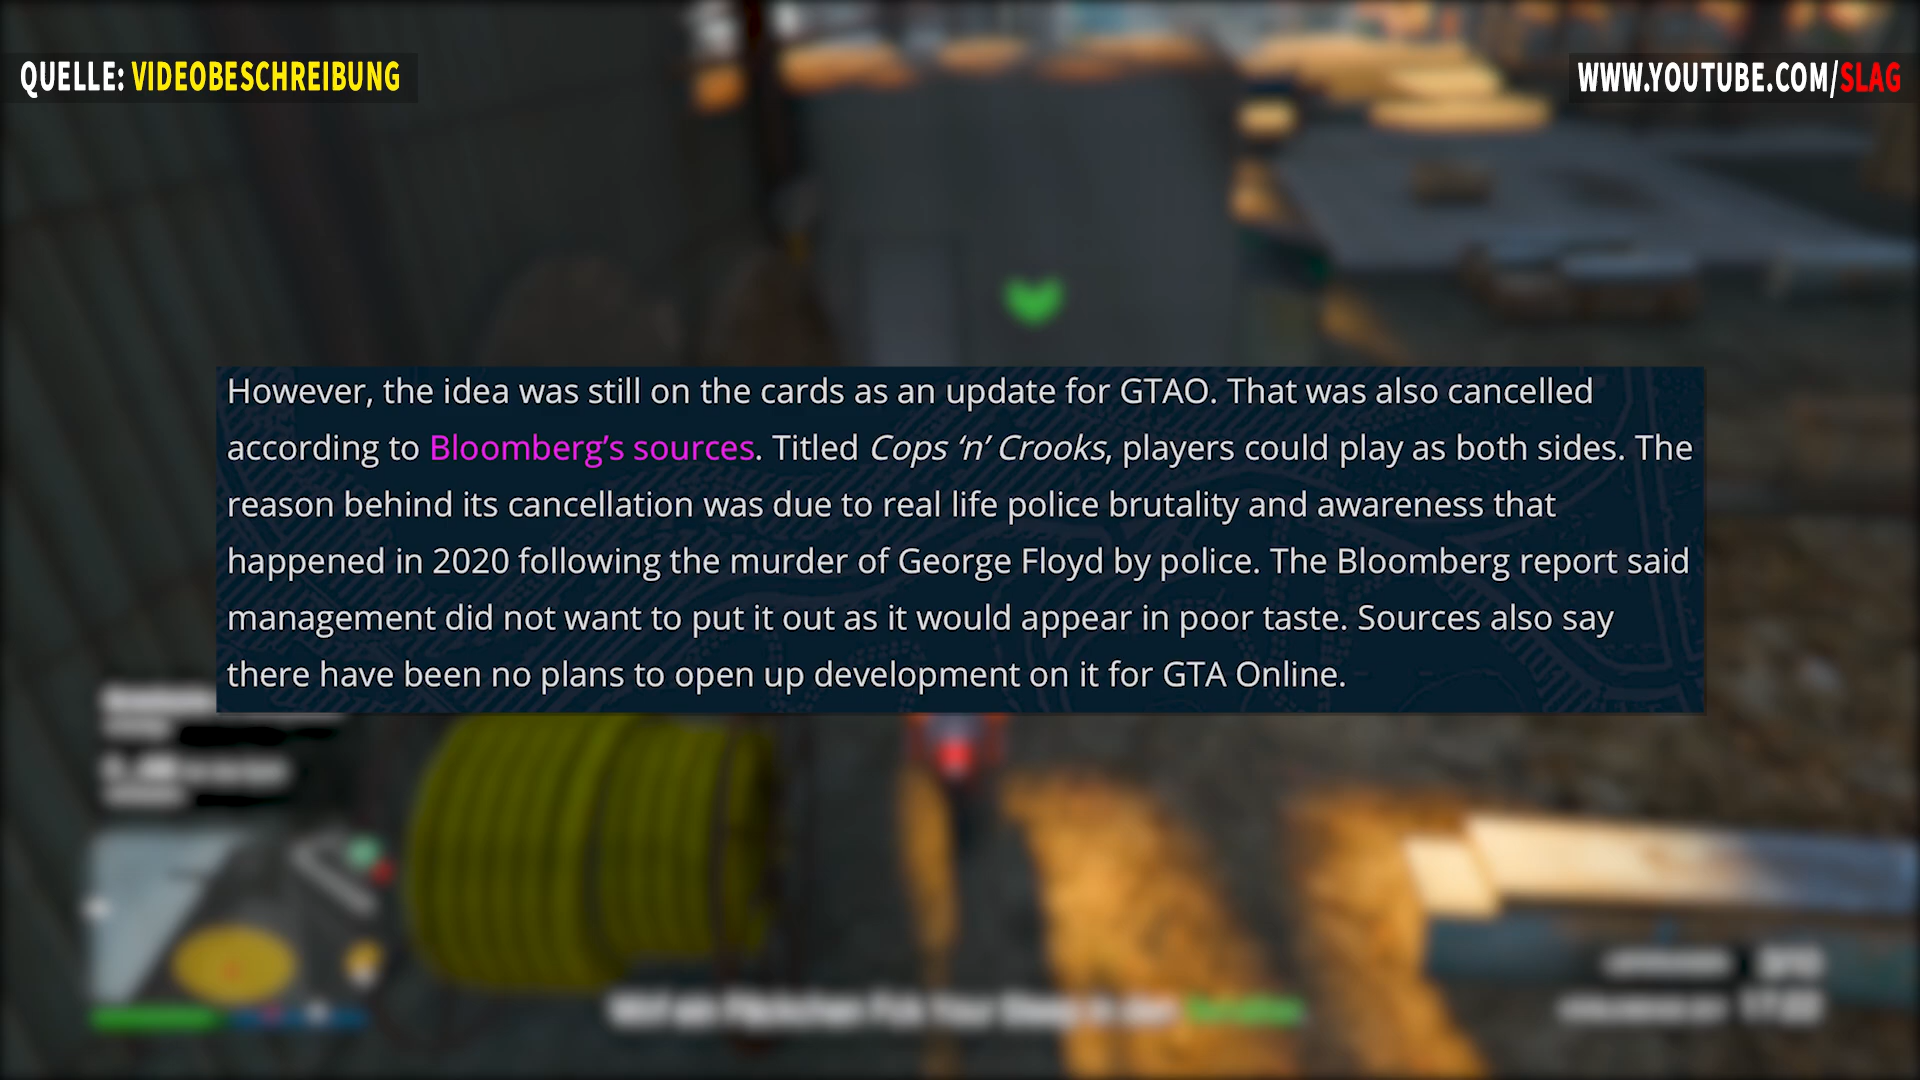 QUELLE: VIDEOBESCHREIBUNG
WWW.YOUTUBE.COM/SLAG
However, the idea was still on the cards as an update for GTAO. That was also cancelled
according to Bloomberg’s sources. Titled Cops ‘n’ Crooks, players could play as both sides. The
reason behind its cancellation was due to real life police brutality and awareness that
happened in 2020 following the murder of George Floyd by police. The Bloomberg report said
management did not want to put it out as it would appear in poor taste. Sources also say
there have been no plans to open up development on it for GTA Online.